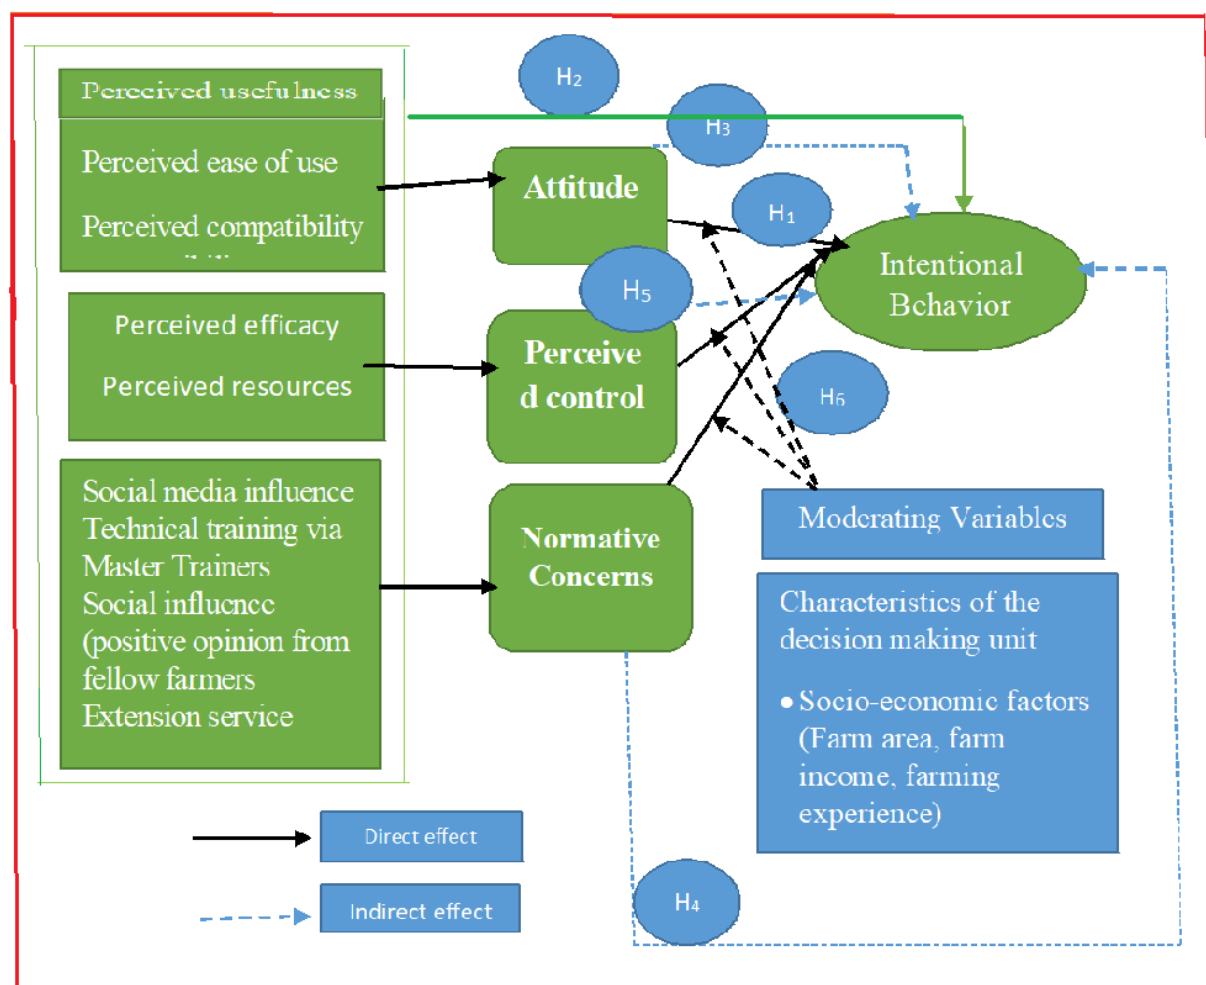 Perceived usefulness
Perceived ease of use
Perceived compatibility
Perceived efficacy
Perceived resources
Social media influence
Technical training via
Master Trainers
Social influence
(positive opinion from
fellow farmers
Extension service
Attitude
Perceive
d control
Normative
Concerns
H2
H3
H1
H5
H6
H4
Intentional
Behavior
Moderating Variables
Characteristics of the
decision making unit
• Socio-economic factors
(Farm area, farm
income, farming
experience)
Direct effect
Indirect effect